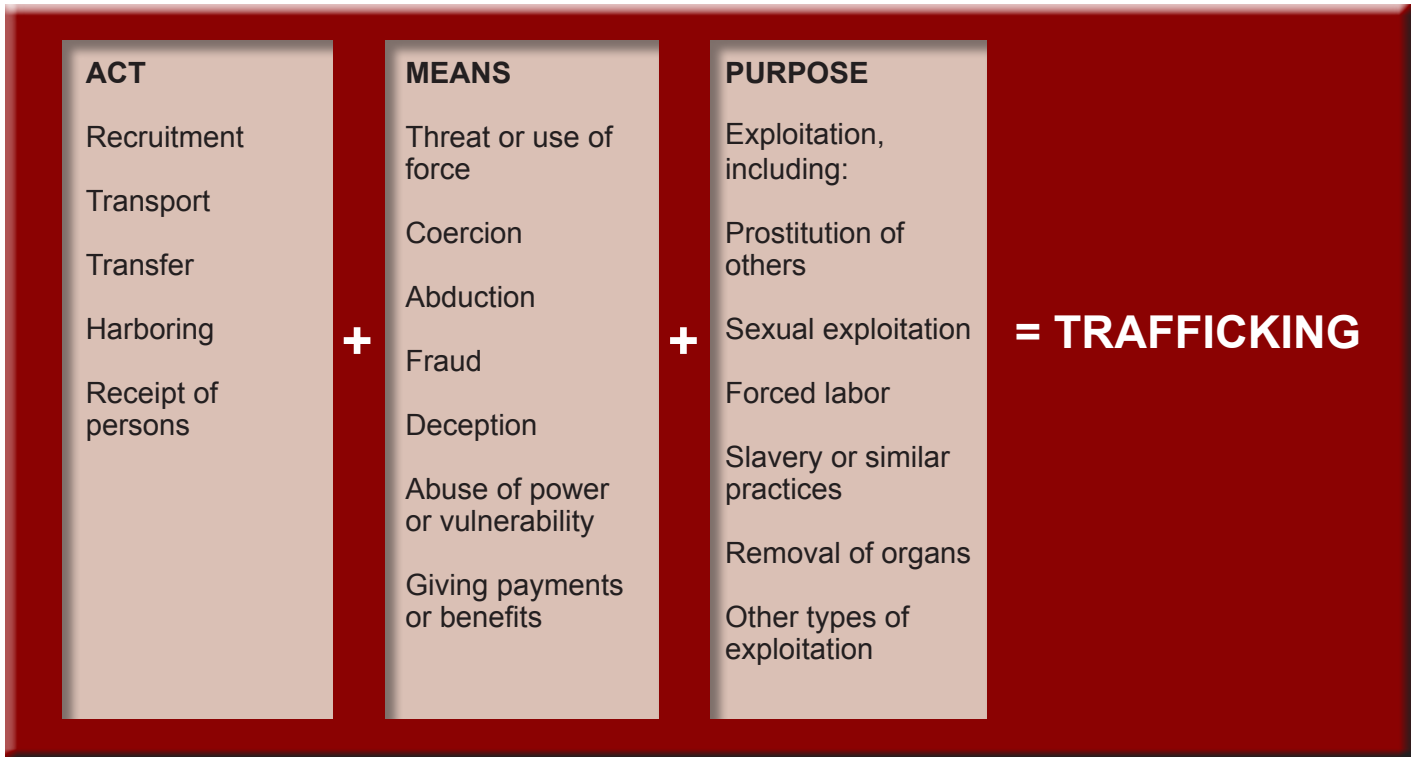 ACT
Recruitment
Transport
Transfer
Harboring
Receipt of
persons
+
MEANS
Threat or use of
force
Coercion
Abduction
Fraud
Deception
Abuse of power
or vulnerability
Giving payments
or benefits
+
PURPOSE
Exploitation,
including:
Prostitution of
others
Sexual exploitation
Forced labor
Slavery or similar
practices
Removal of organs
Other types of
exploitation
= TRAFFICKING